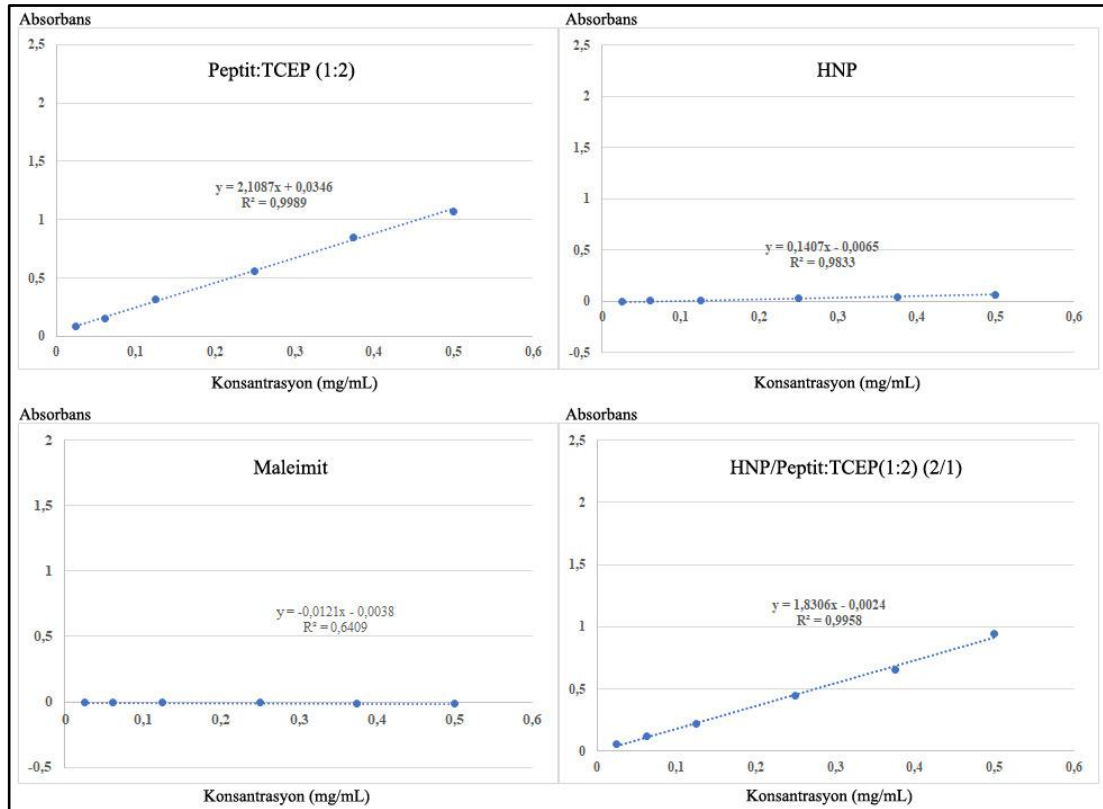 Absorbans
Peptit:TCEP (1:2)
2,5
2
1,5
1
0,5
0
y = 2,1087x + 0,0346
R² = 0,9989
0
0,1
0,2
0,3
0,4
0,5
0,6
Konsantrasyon (mg/mL)
Absorbans
HNP
2,5
2
1,5
1
0,5
0
-0,5
y = 0,1407x - 0,0065
R² = 0,9833
0
0,1
0,2
0,3
0,4
0,5
0,6
Konsantrasyon (mg/mL)
Absorbans
Maleimit
2
1,5
1
0,5
0
-0,5
y = -0,0121x - 0,0038
R² = 0,6409
0
0,1
0,2
0,3
0,4
0,5
0,6
Konsantrasyon (mg/mL)
Absorbans
HNP/Peptit:TCEP(1:2) (2/1)
2,5
2
1,5
1
0,5
0
y = 1,8306x - 0,0024
R² = 0,9958
0
0,1
0,2
0,3
0,4
0,5
0,6
Konsantrasyon (mg/mL)